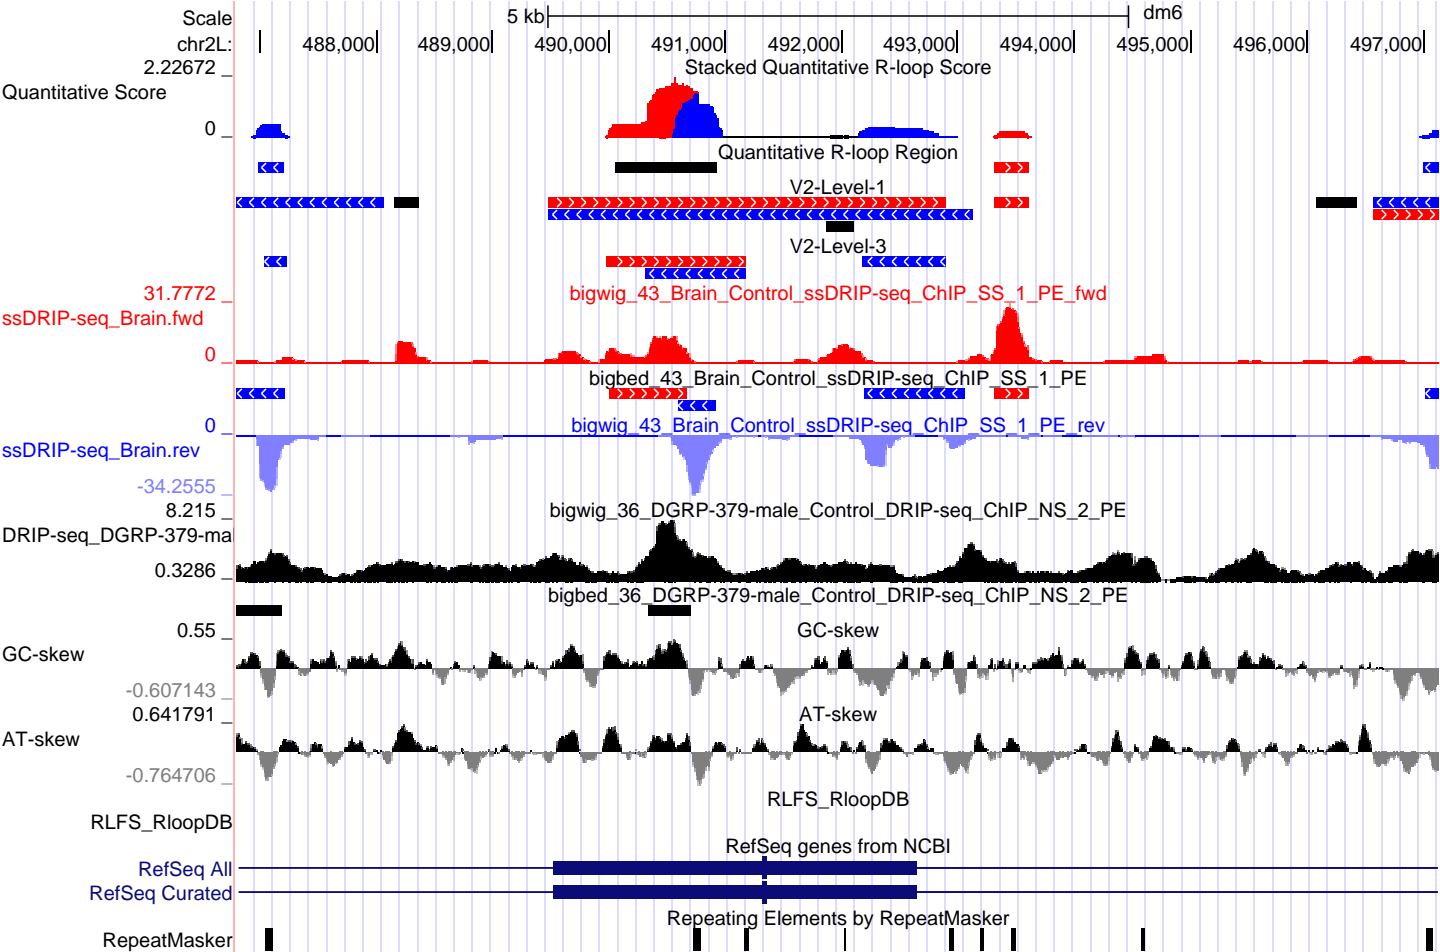 Scale 5 kb dm6
chr2L: 488,000 489,000 490,000 491,000 492,000 493,000 494,000 495,000 496,000 497,000
2.22672 Stacked Quantitative R-loop Score
Quantitative Score
0
Quantitative R-loop Region
V2-Level-1
V2-Level-3
31.7772 bigwig_43_Brain_Control_ssDRIP-seq_ChIP_SS_1_PE_fwd
ssDRIP-seq_Brain.fwd
0
bigbed_43_Brain_Control_ssDRIP-seq_ChIP_SS_1_PE
0 bigwig_43_Brain_Control_ssDRIP-seq_ChIP_SS_1_PE_rev
ssDRIP-seq_Brain.rev
-34.2555
8.215 bigwig_36_DGRP-379-male_Control_DRIP-seq_ChIP_NS_2_PE
DRIP-seq_DGRP-379-ma
0.3286
bigbed_36_DGRP-379-male_Control_DRIP-seq_ChIP_NS_2_PE
0.55 GC-skew
GC-skew
-0.607143
0.641791 AT-skew
AT-skew
-0.764706
RLFS_RloopDB
RLFS_RloopDB
RefSeq genes from NCBI
RefSeq All
RefSeq Curated
Repeating Elements by RepeatMasker
RepeatMasker